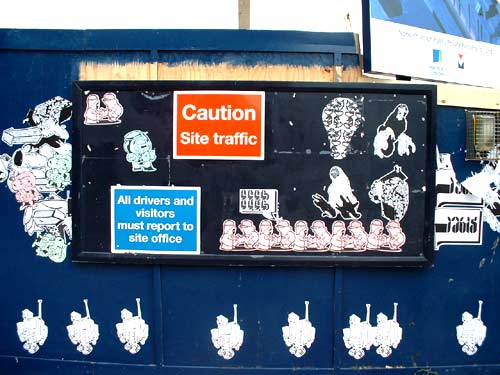 Caution
Site traffic
All drivers and
visitors
must report to
site office